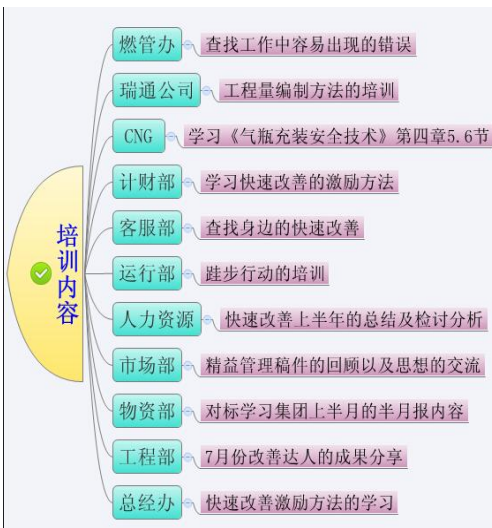 培训内容
燃管办 查找工作中容易出现的错误
瑞通公司 工程量编制方法的培训
CNG 学习《气瓶充装安全技术》第四章5.6节
计财部 学习快速改善的激励方法
客服部 查找身边的快速改善
运行部 跬步行动的培训
人力资源 快速改善上半年的总结及检讨分析
市场部 精益管理稿件的回顾以及思想的交流
物资部 对标学习集团上半月的半月报内容
工程部 7月份改善达人的成果分享
总经办 快速改善激励方法的学习